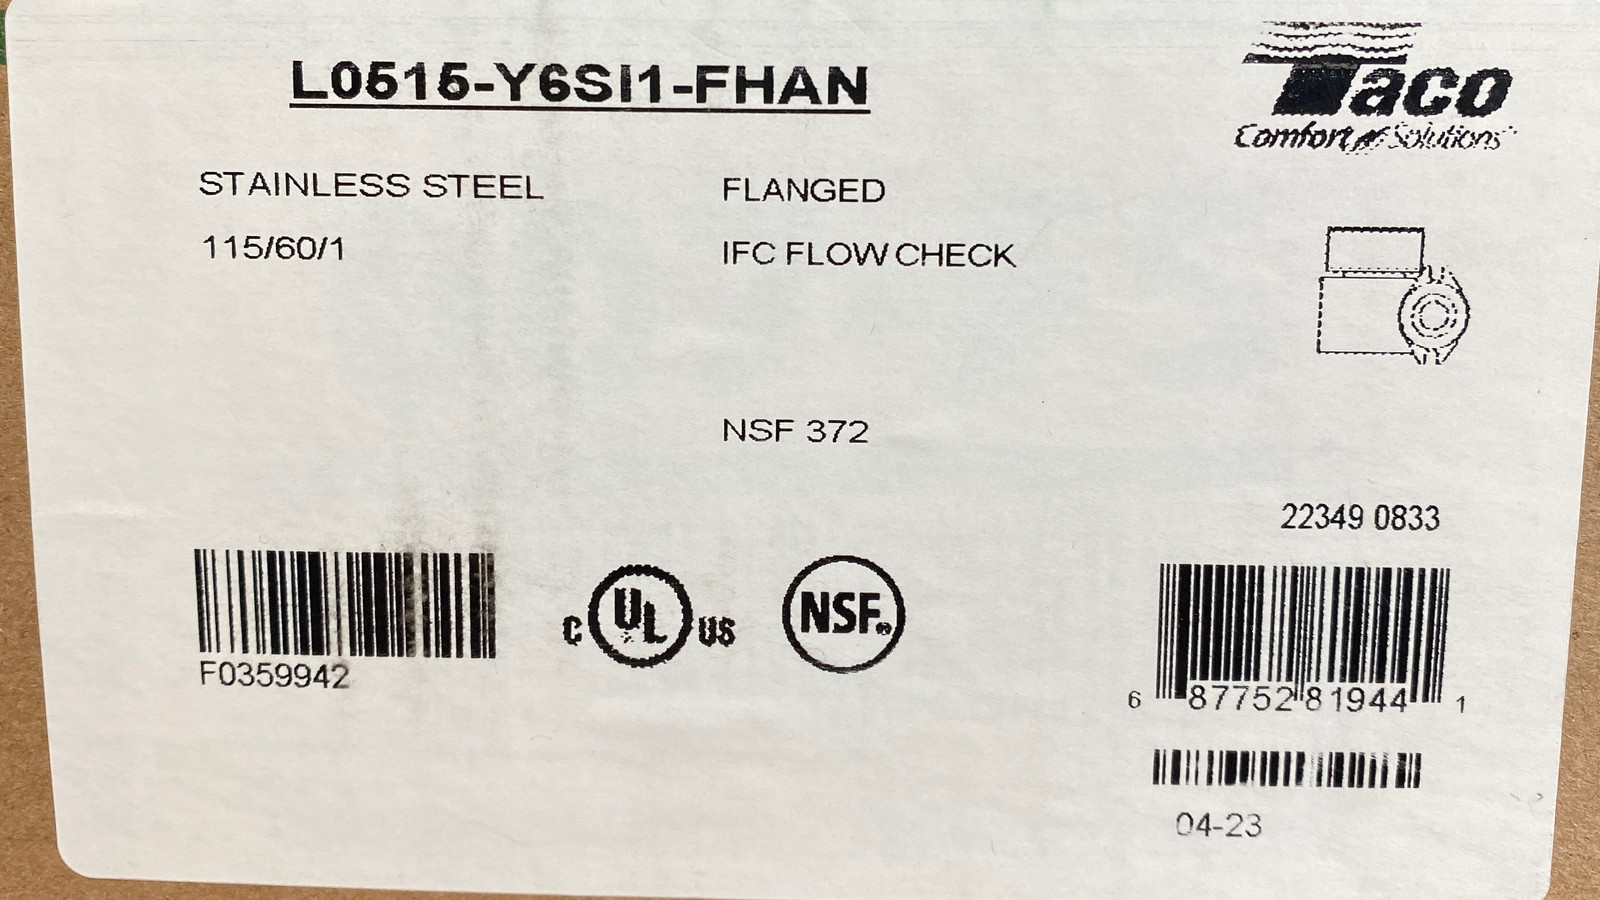 L0515-Y6SI1-FHAN
Taco
Comfort Solutions
STAINLESS STEEL
FLANGED
115/60/1
IFC FLOW CHECK
NSF 372
22349 0833
F0359942
C UL US
NSF®
6 87752 81944 1
04-23